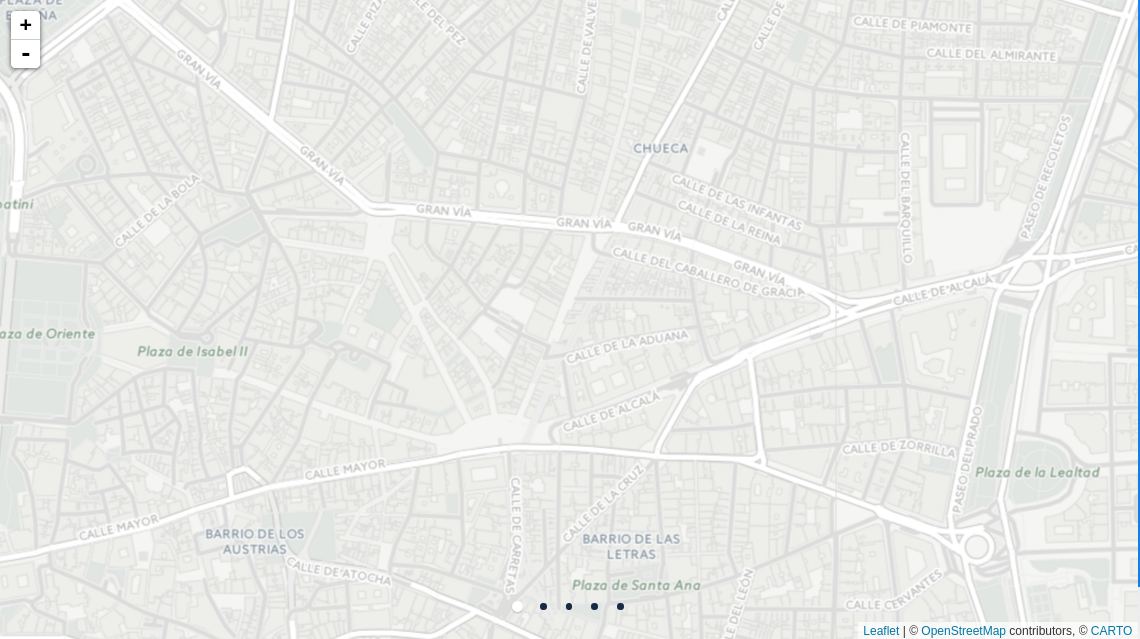 +
-
PLAZA DE
ESPAÑA
CALLE DEL PEZ
CALLE DE PIAMONTE
CALLE DEL ALMIRANTE
GRAN VÍA
GRAN VÍA
CHUECA
CALLE DE LA BOLA
CALLE DE LAS INFANTAS
CALLE DE LA REINA
CALLE DEL BARQUILLO
PASEO DE RECOLETOS
GRAN VÍA
GRAN VÍA
GRAN VÍA
GRAN VÍA
CALLE DEL CABALLERO DE GRACIA
CALLE DE ALCALÁ
aza de Oriente
Plaza de Isabel II
CALLE DE LA ADUANA
CALLE DE ALCALÁ
CALLE DE ZORRILLA
PASEO DEL PRADO
Plaza de la Lealtad
CALLE MAYOR
CALLE MAYOR
CALLE DE CARRETAS
CALLE DE LA CRUZ
BARRIO DE LOS
AUSTRIAS
BARRIO DE LAS
LETRAS
CALLE DE ATOCHA
Plaza de Santa Ana
CALLE CERVANTES
Leaflet | © OpenStreetMap contributors, © CARTO